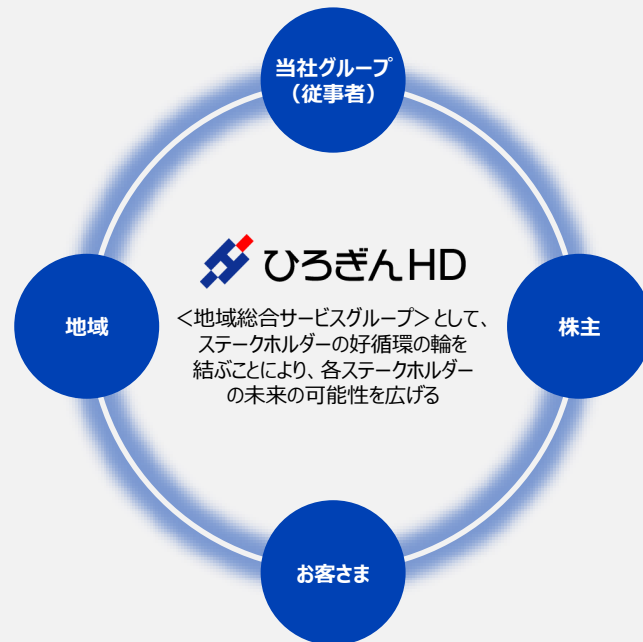 当社グループ
（従事者）
ひろぎんHD
地域
＜地域総合サービスグループ＞として、
ステークホルダーの好循環の輪を
結ぶことにより、各ステークホルダー
の未来の可能性を広げる
株主
お客さま